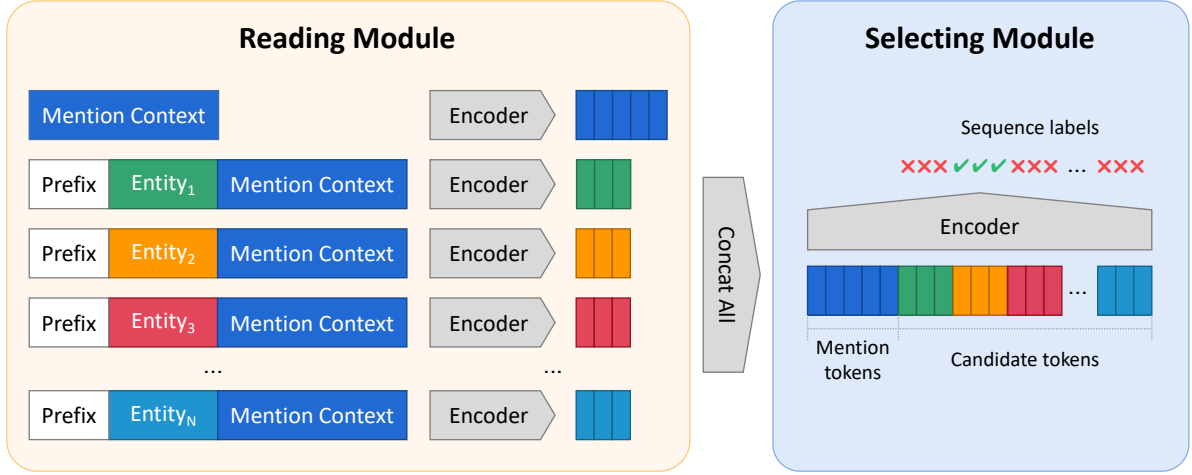 Reading Module
Mention Context
Encoder
Prefix Entity₁ Mention Context
Encoder
Prefix Entity₂ Mention Context
Encoder
Prefix Entity₃ Mention Context
Encoder
... ...
Prefix Entity_N Mention Context
Encoder
Concat All
Selecting Module
Sequence labels
✗✗✗ ✓✓✓ ✗✗✗ ... ✗✗✗
Encoder
...
Mention
tokens
Candidate tokens